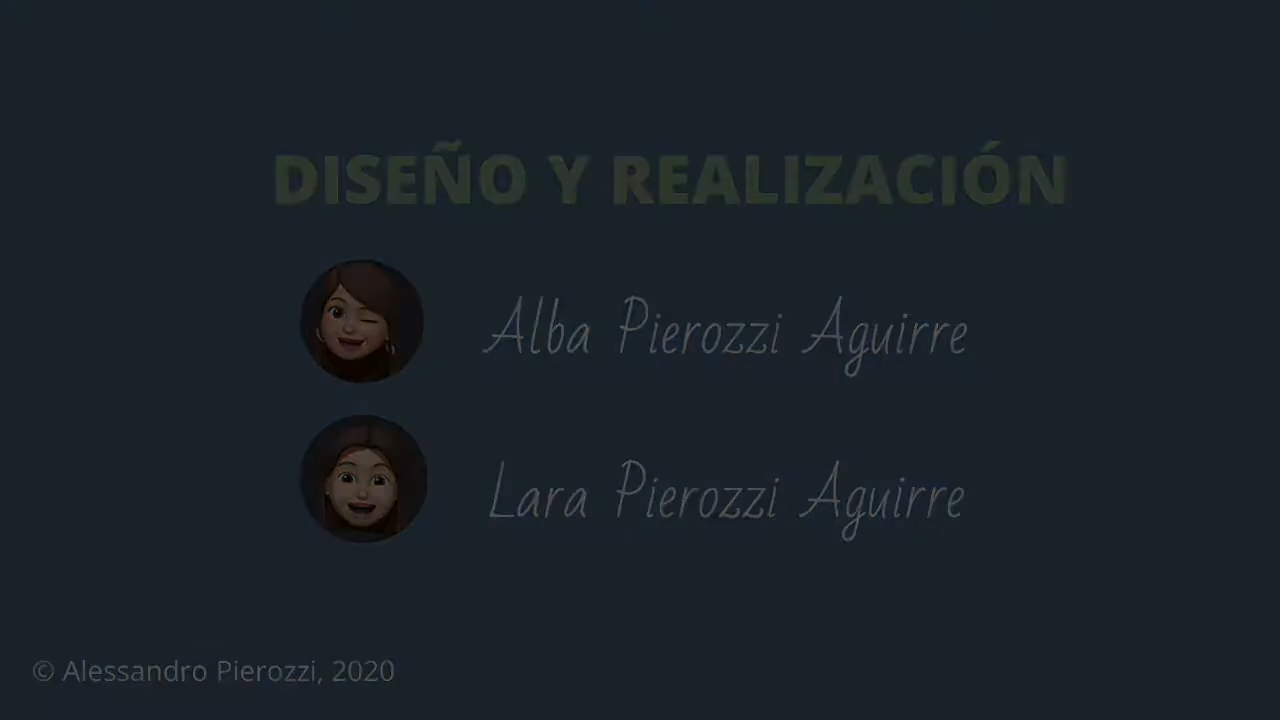 DISEÑO Y REALIZACIÓN
Alba Pierozzi Aguirre
Lara Pierozzi Aguirre
© Alessandro Pierozzi, 2020